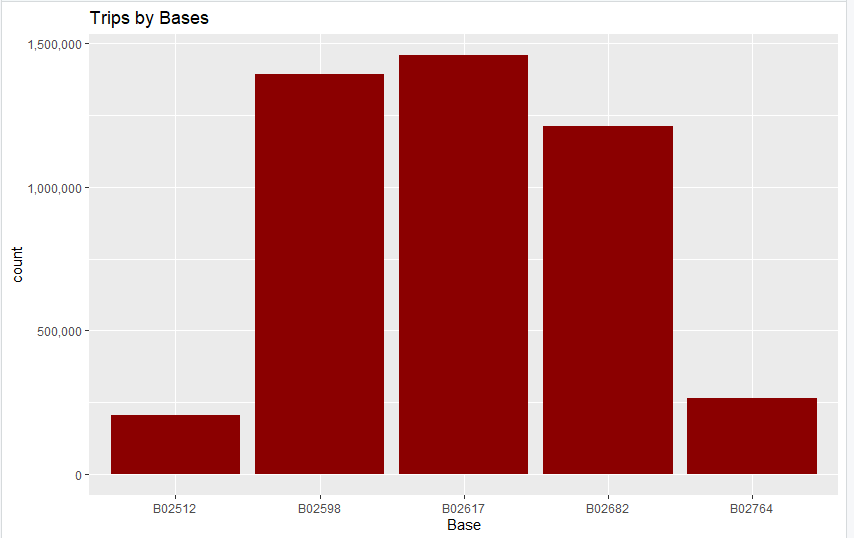 Trips by Bases
1,500,000
1,000,000
500,000
0
count
B02512 B02598 B02617 B02682 B02764
Base